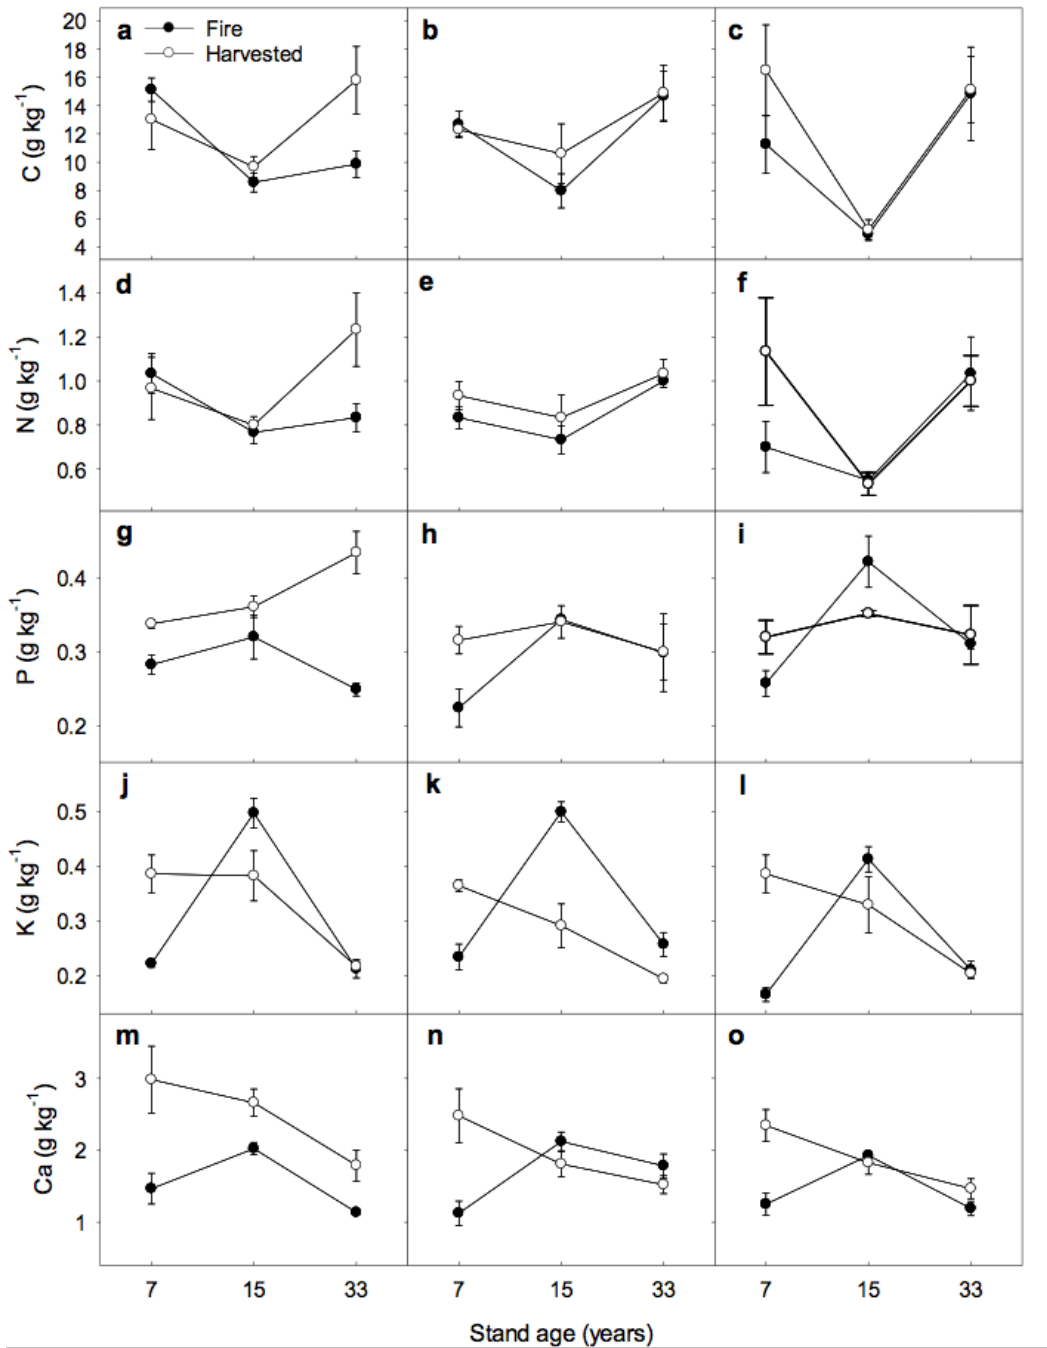 a
Fire
Harvested
b
c
20
18
16
14
12
10
8
6
4
C (g kg⁻¹)
d
e
f
1.4
1.2
1.0
0.8
0.6
N (g kg⁻¹)
g
h
i
0.4
0.3
0.2
P (g kg⁻¹)
j
k
l
0.5
0.4
0.3
0.2
K (g kg⁻¹)
m
n
o
3
2
1
Ca (g kg⁻¹)
7 15 33 7 15 33 7 15 33
Stand age (years)